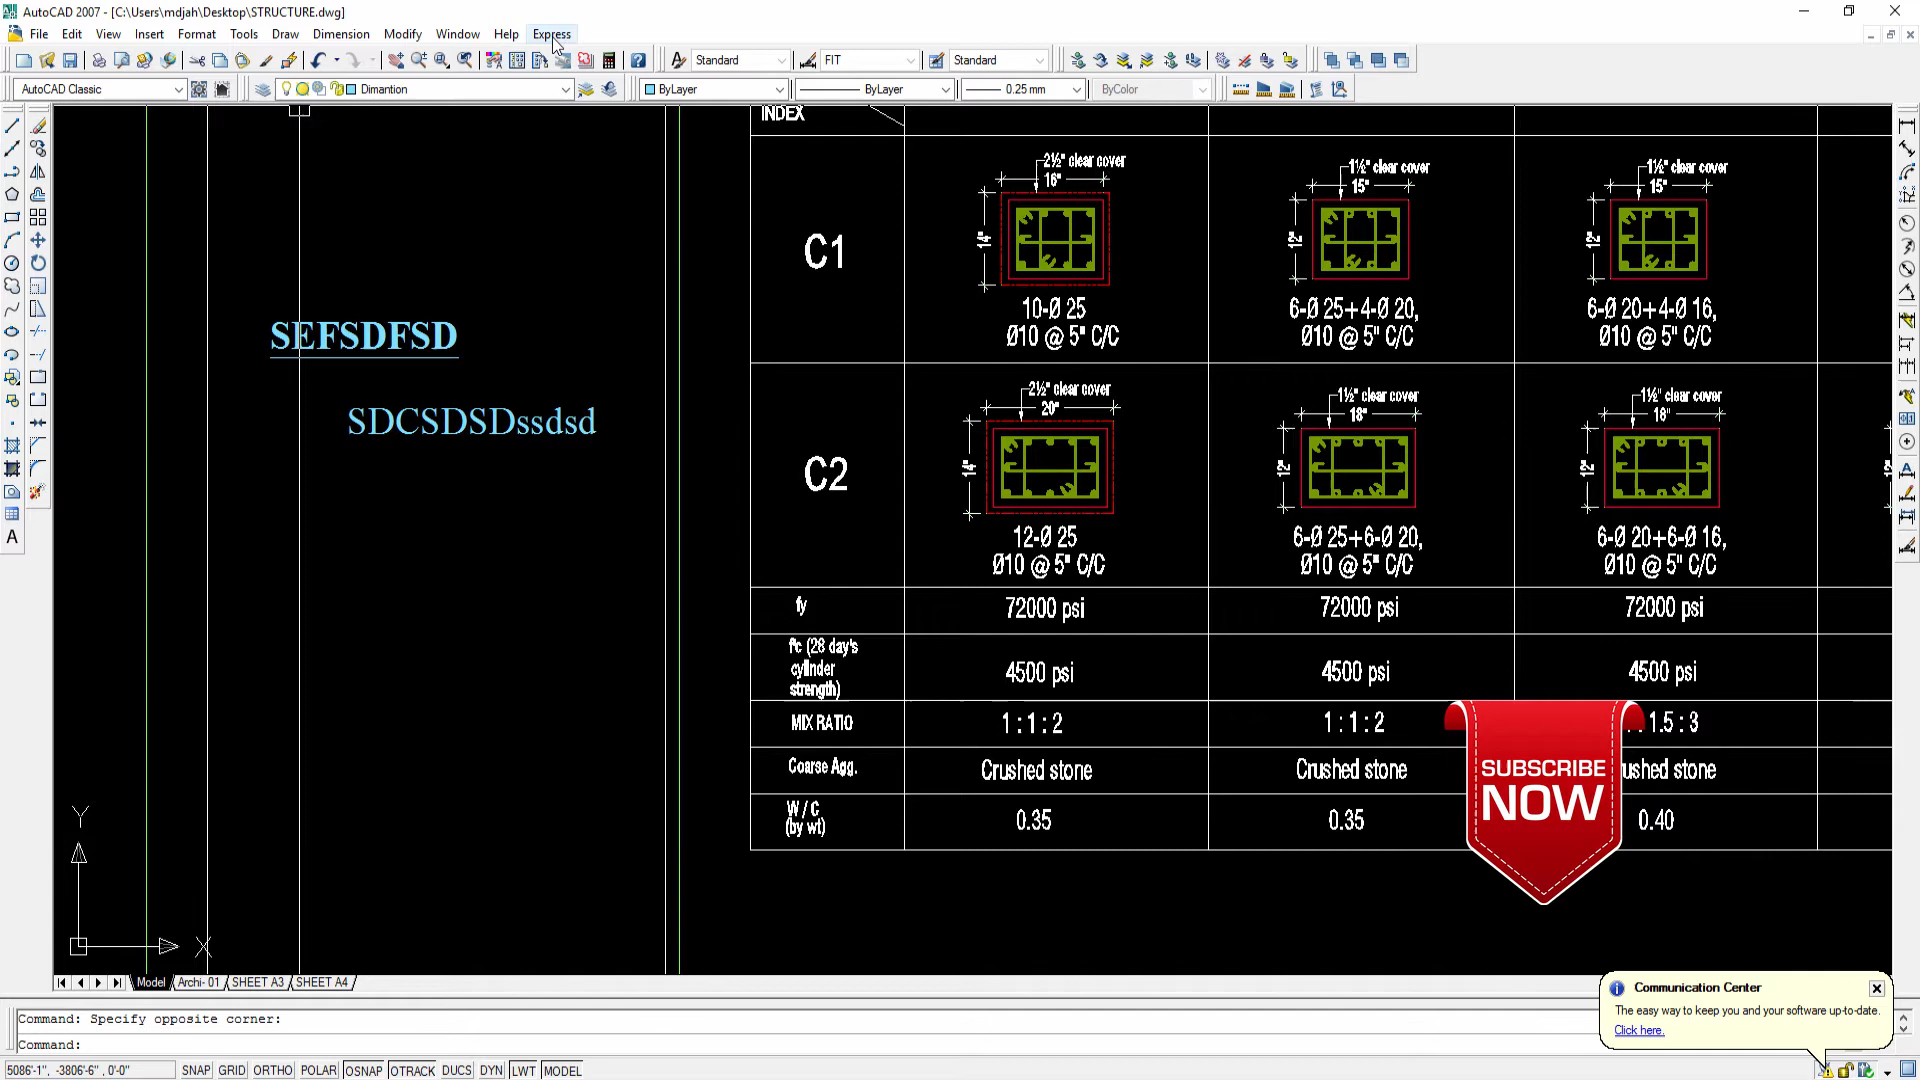 AutoCAD 2007 - [C:\Users\mdjah\Desktop\STRUCTURE.dwg]
File Edit View Insert Format Tools Draw Dimension Modify Window Help Express
Standard FIT Standard
AutoCAD Classic Dimantion ByLayer ByLayer 0.25 mm ByColor
INDEX
2½" clear cover 1½" clear cover 1½" clear cover
16" 15" 15"
C1 14" 12" 12"
10-Ø 25 6-Ø 25+4-Ø 20, 6-Ø 20+4-Ø 16,
Ø10 @ 5" C/C Ø10 @ 5" C/C Ø10 @ 5" C/C
SEFSDFSD
SDCSDSDssdsd
2½" clear cover 1½" clear cover 1½" clear cover
20" 18" 18"
C2 14" 12" 12"
12-Ø 25 6-Ø 25+6-Ø 20, 6-Ø 20+6-Ø 16,
Ø10 @ 5" C/C Ø10 @ 5" C/C Ø10 @ 5" C/C
fy 72000 psi 72000 psi 72000 psi
f'c (28 day's
cylinder 4500 psi 4500 psi 4500 psi
strength)
MIX RATIO 1 : 1 : 2 1 : 1 : 2 : 1.5 : 3
Coarse Agg. Crushed stone Crushed stone ushed stone
W / C
(by wt) 0.35 0.35 0.40
SUBSCRIBE
NOW
Y
X
Model Archi- 01 SHEET A3 SHEET A4
Communication Center
The easy way to keep you and your software up-to-date.
Click here.
Command: Specify opposite corner:
Command:
5086'-1", -3806'-6" , 0'-0" SNAP GRID ORTHO POLAR OSNAP OTRACK DUCS DYN LWT MODEL